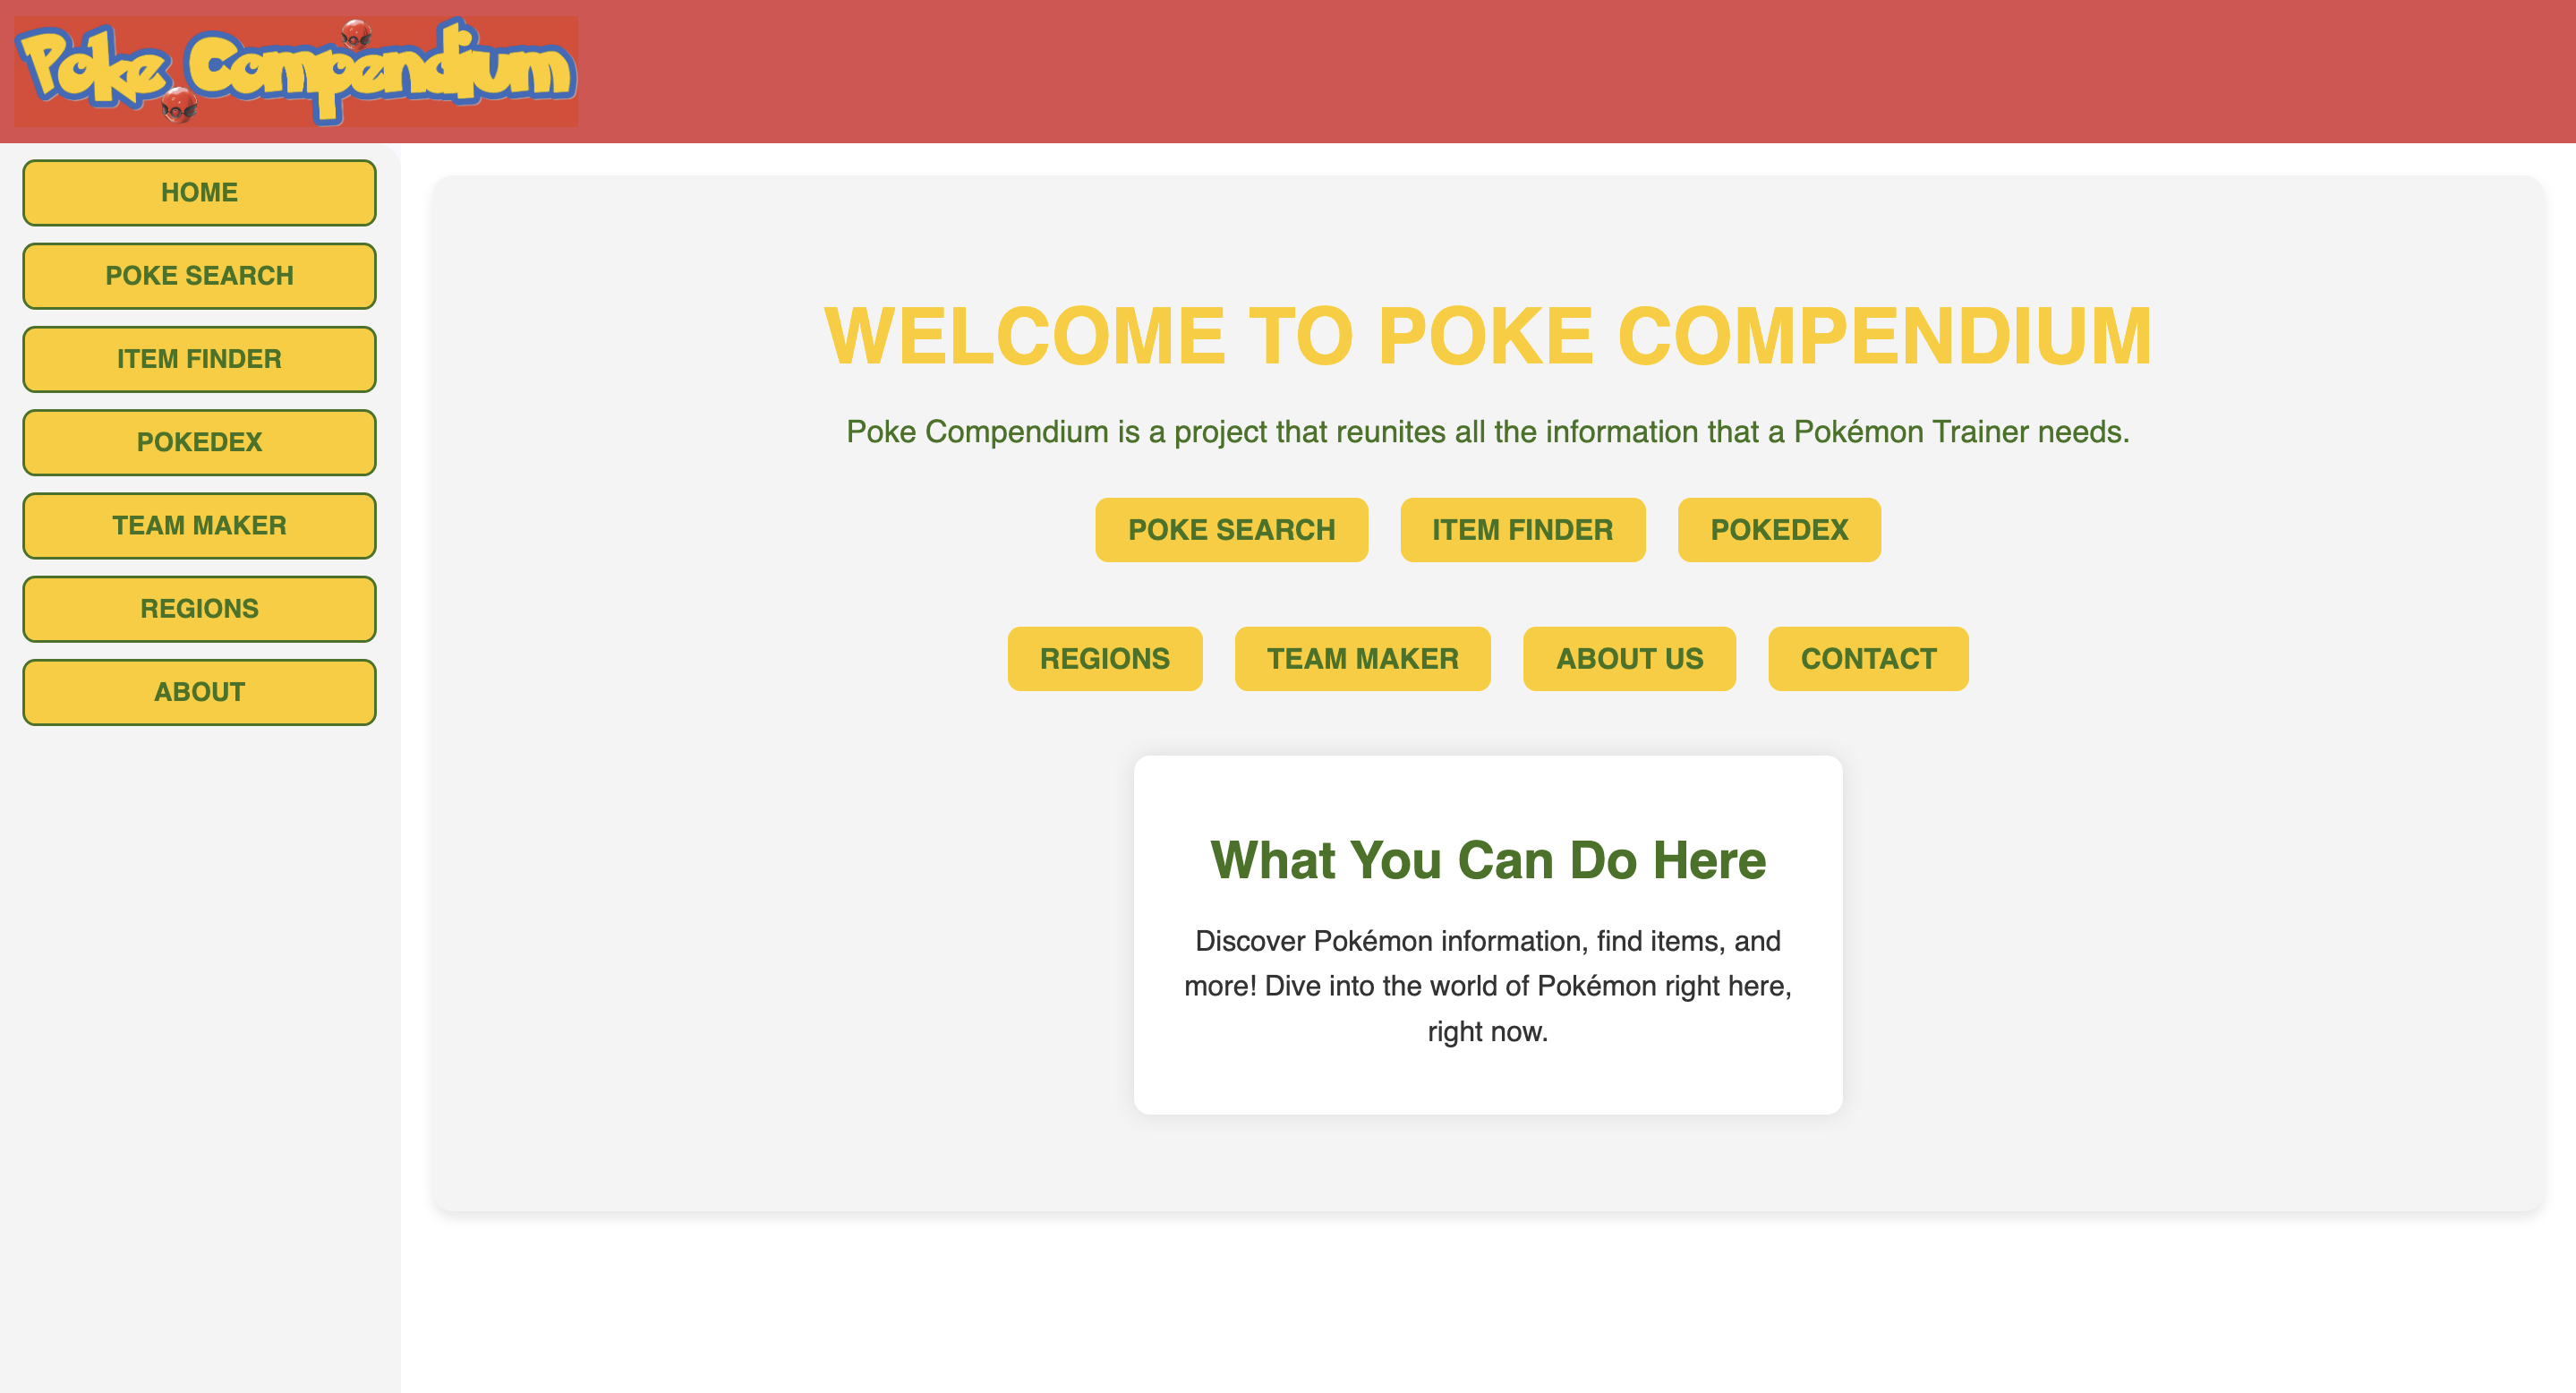 Poke Compendium
HOME
POKE SEARCH
ITEM FINDER
POKEDEX
TEAM MAKER
REGIONS
ABOUT
WELCOME TO POKE COMPENDIUM
Poke Compendium is a project that reunites all the information that a Pokémon Trainer needs.
POKE SEARCH ITEM FINDER POKEDEX
REGIONS TEAM MAKER ABOUT US CONTACT
What You Can Do Here
Discover Pokémon information, find items, and
more! Dive into the world of Pokémon right here,
right now.